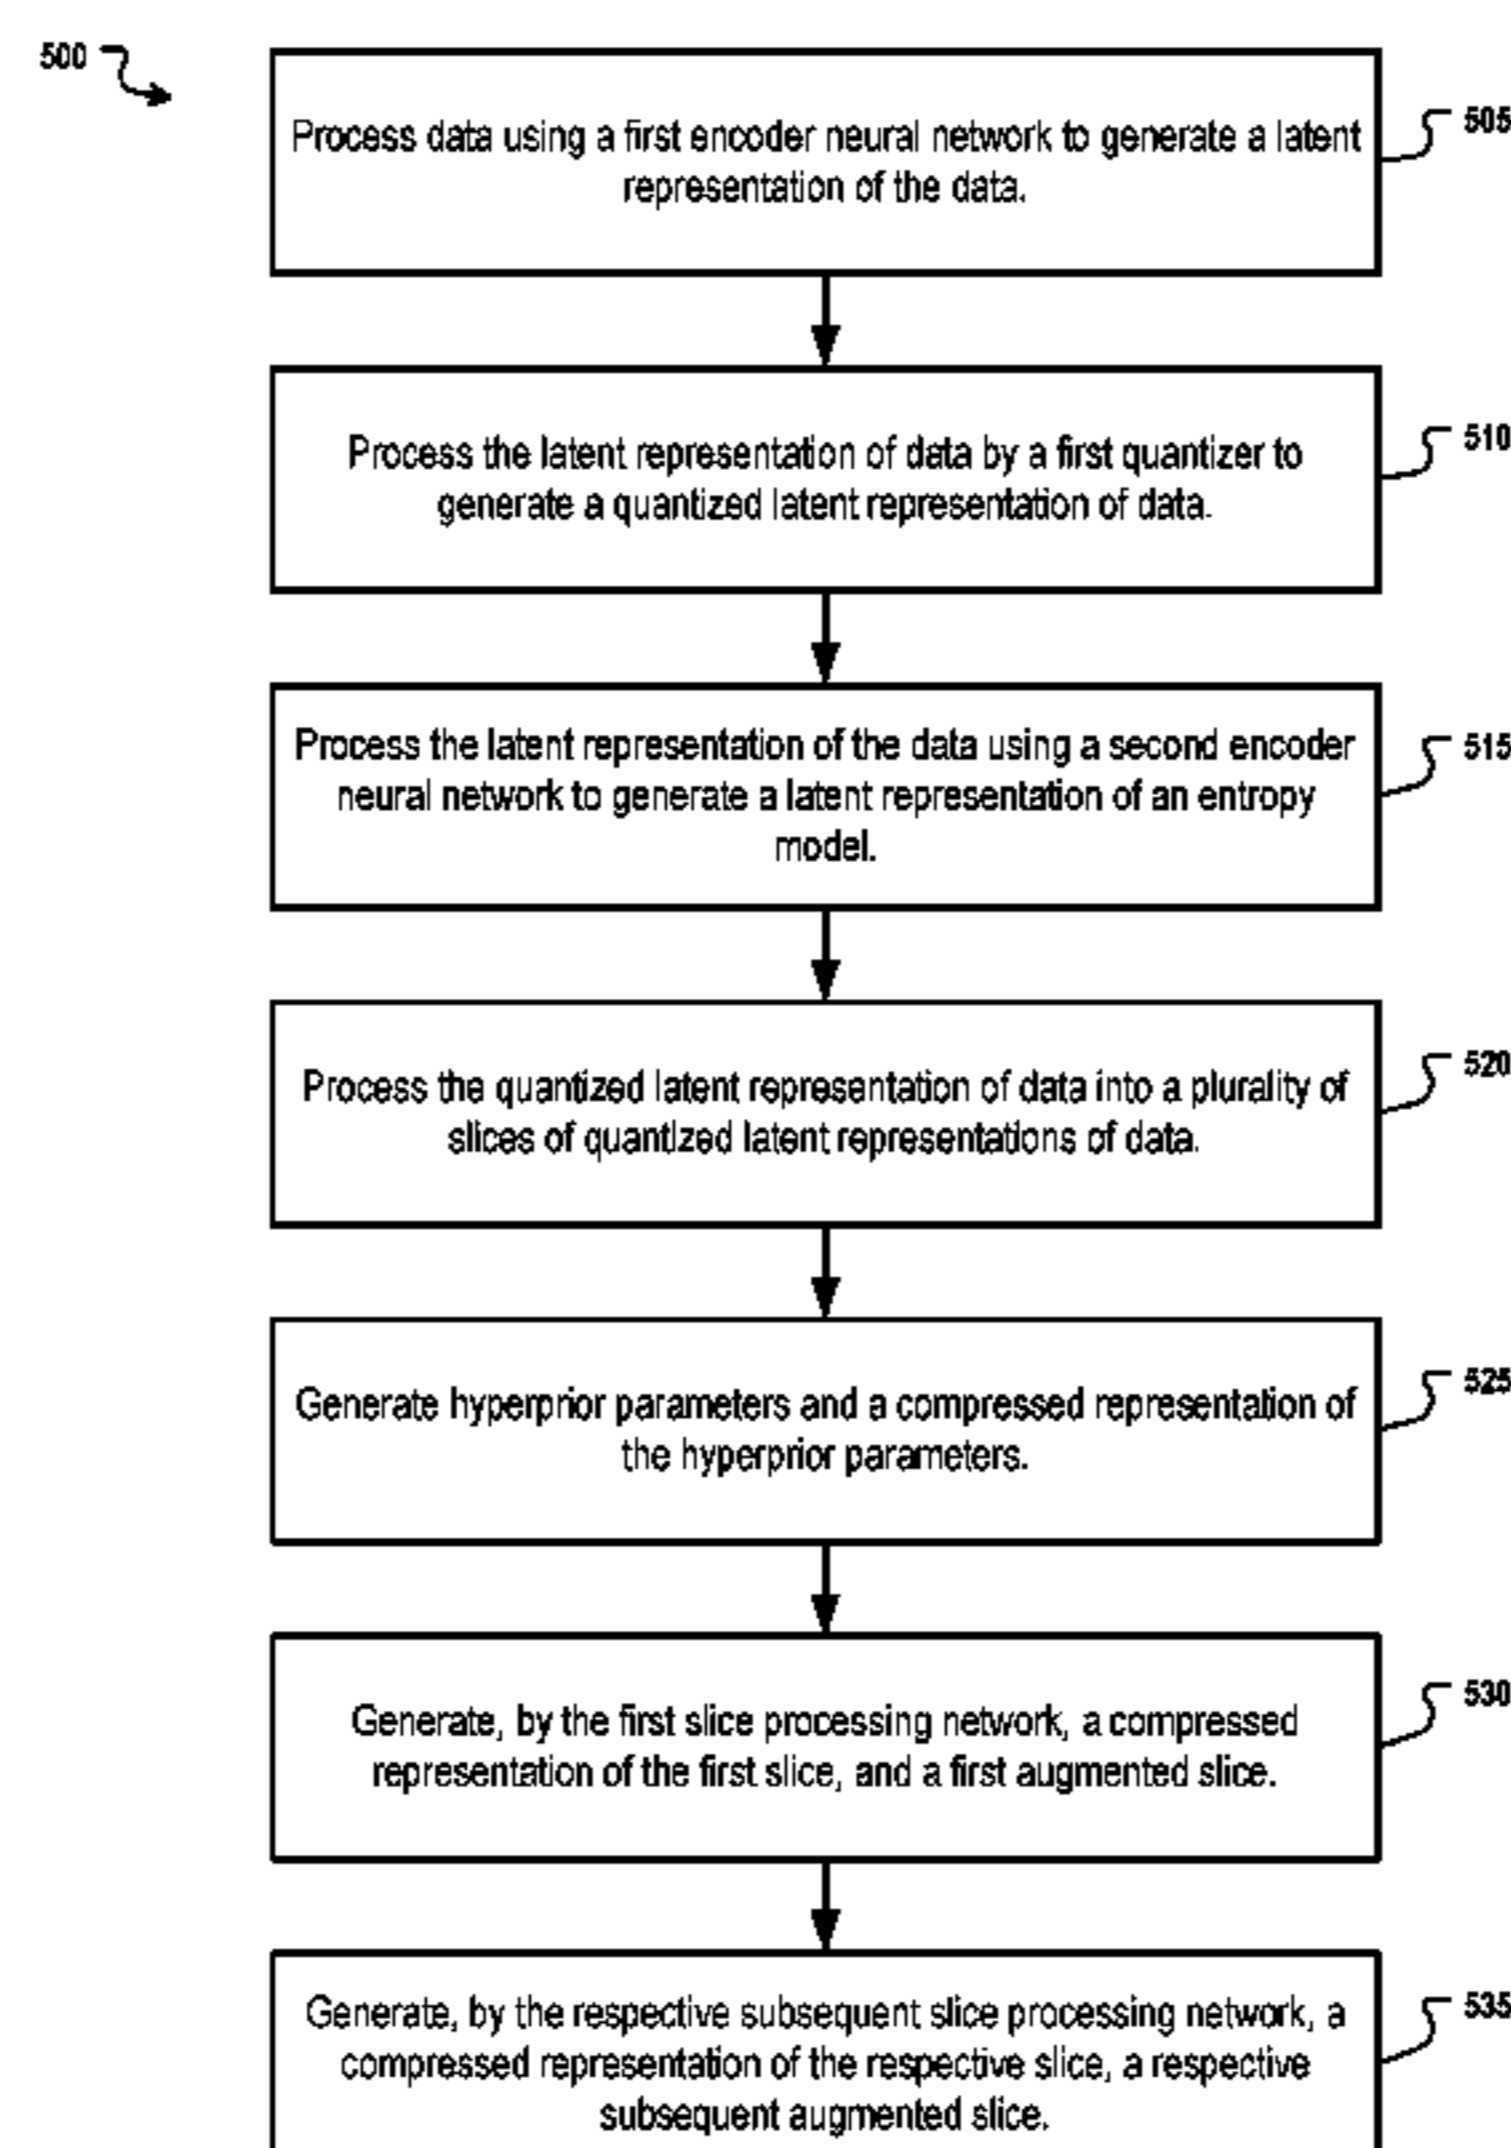 500
Process data using a first encoder neural network to generate a latent
representation of the data.
505
Process the latent representation of data by a first quantizer to
generate a quantized latent representation of data.
510
Process the latent representation of the data using a second encoder
neural network to generate a latent representation of an entropy
model.
515
Process the quantized latent representation of data into a plurality of
slices of quantized latent representations of data.
520
Generate hyperprior parameters and a compressed representation of
the hyperprior parameters.
525
Generate, by the first slice processing network, a compressed
representation of the first slice, and a first augmented slice.
530
Generate, by the respective subsequent slice processing network, a
compressed representation of the respective slice, a respective
subsequent augmented slice.
535